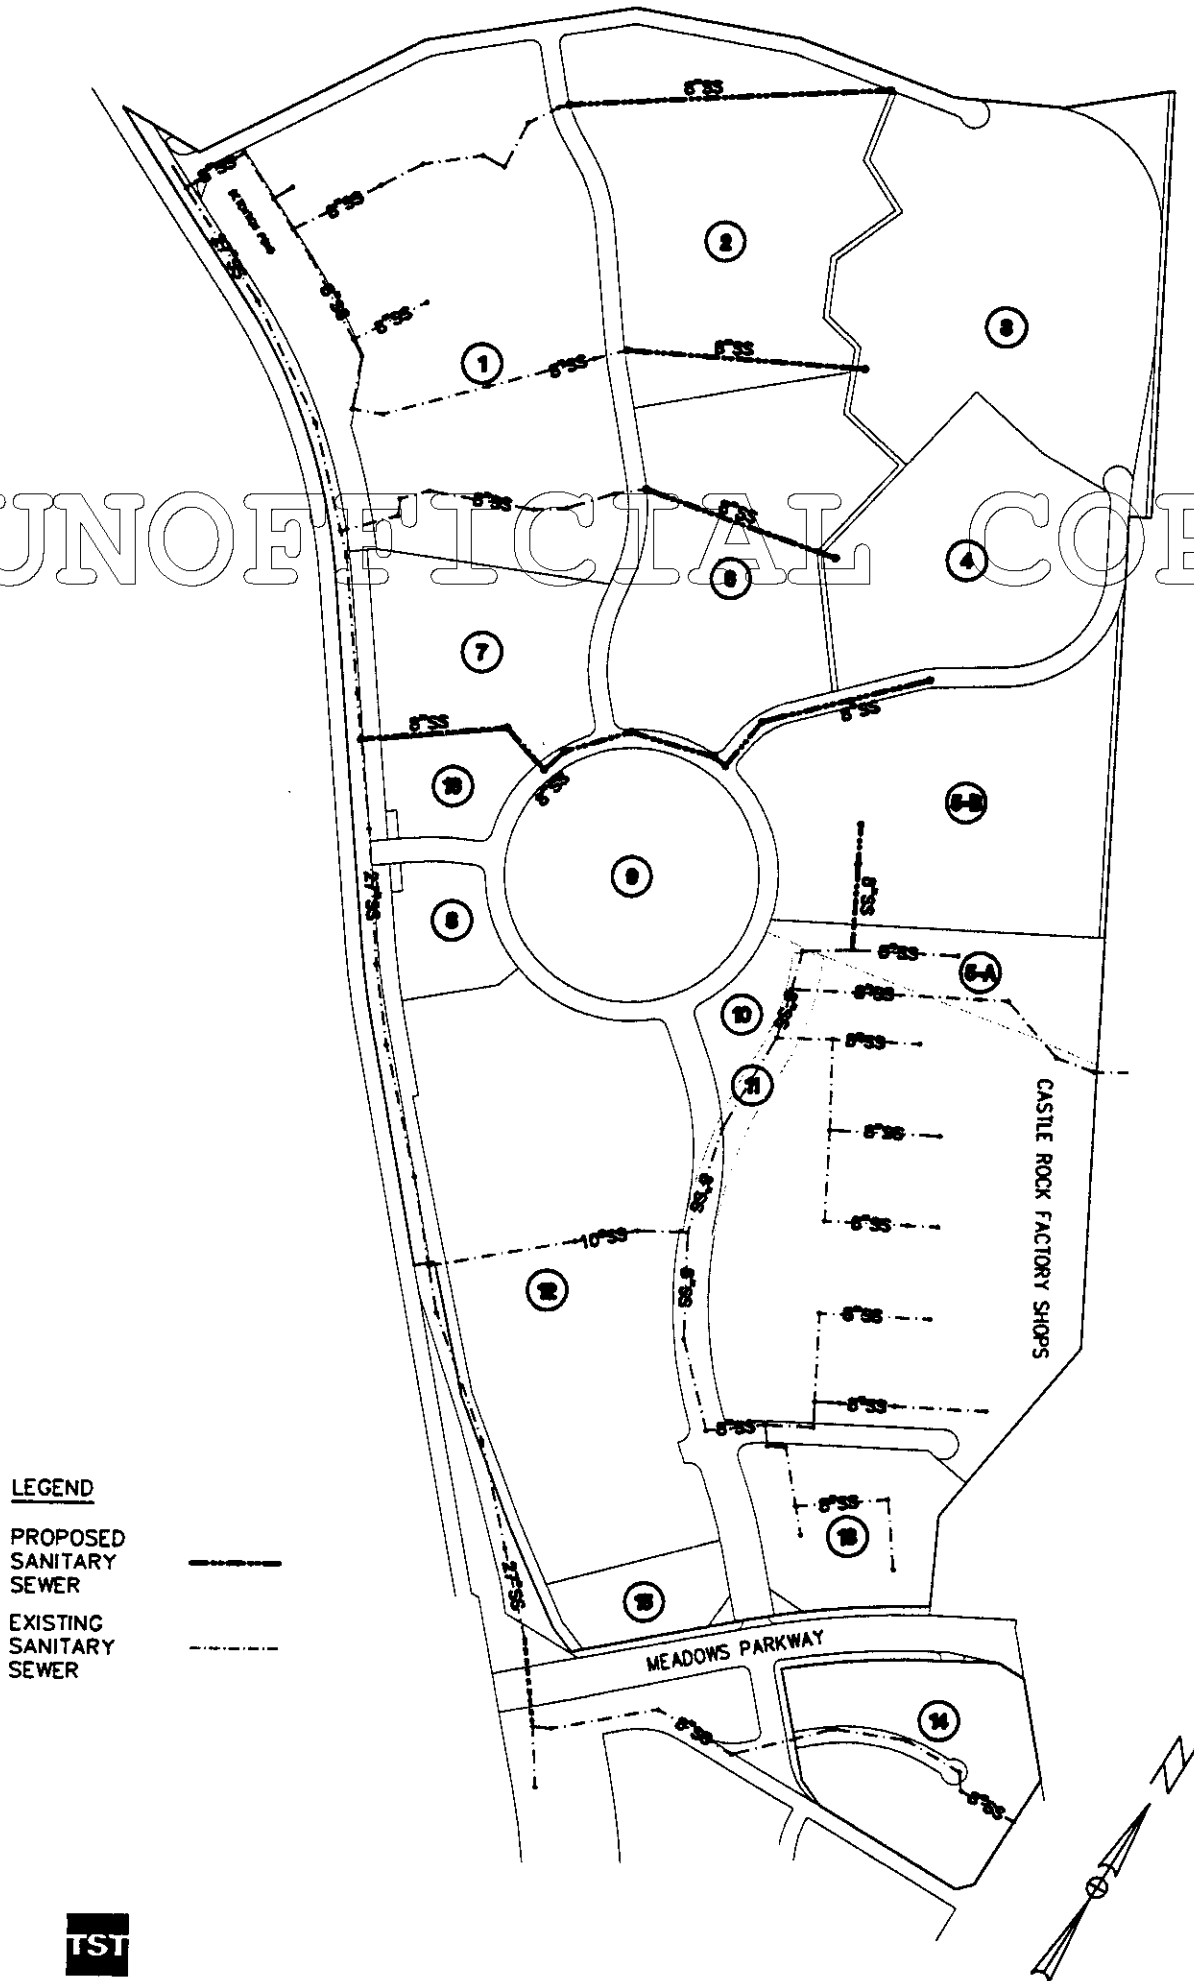 8"SS
8"SS
27"SS
8"SS
8"SS
8"SS
2
3
1
8"SS
8"SS
UNOFFICIAL COP
8"SS
8"SS
4
7
8"SS
8"SS
8"SS
9
27"SS
8"SS
8"SS
5-A
8"SS
10
8"SS
11
8"SS
8"SS
8"SS
CASTLE ROCK FACTORY SHOPS
10"SS
12
8"SS
8"SS
8"SS
8"SS
8"SS
27"SS
15
MEADOWS PARKWAY
14
8"SS
8"SS
LEGEND
PROPOSED
SANITARY
SEWER
EXISTING
SANITARY
SEWER
N
TST